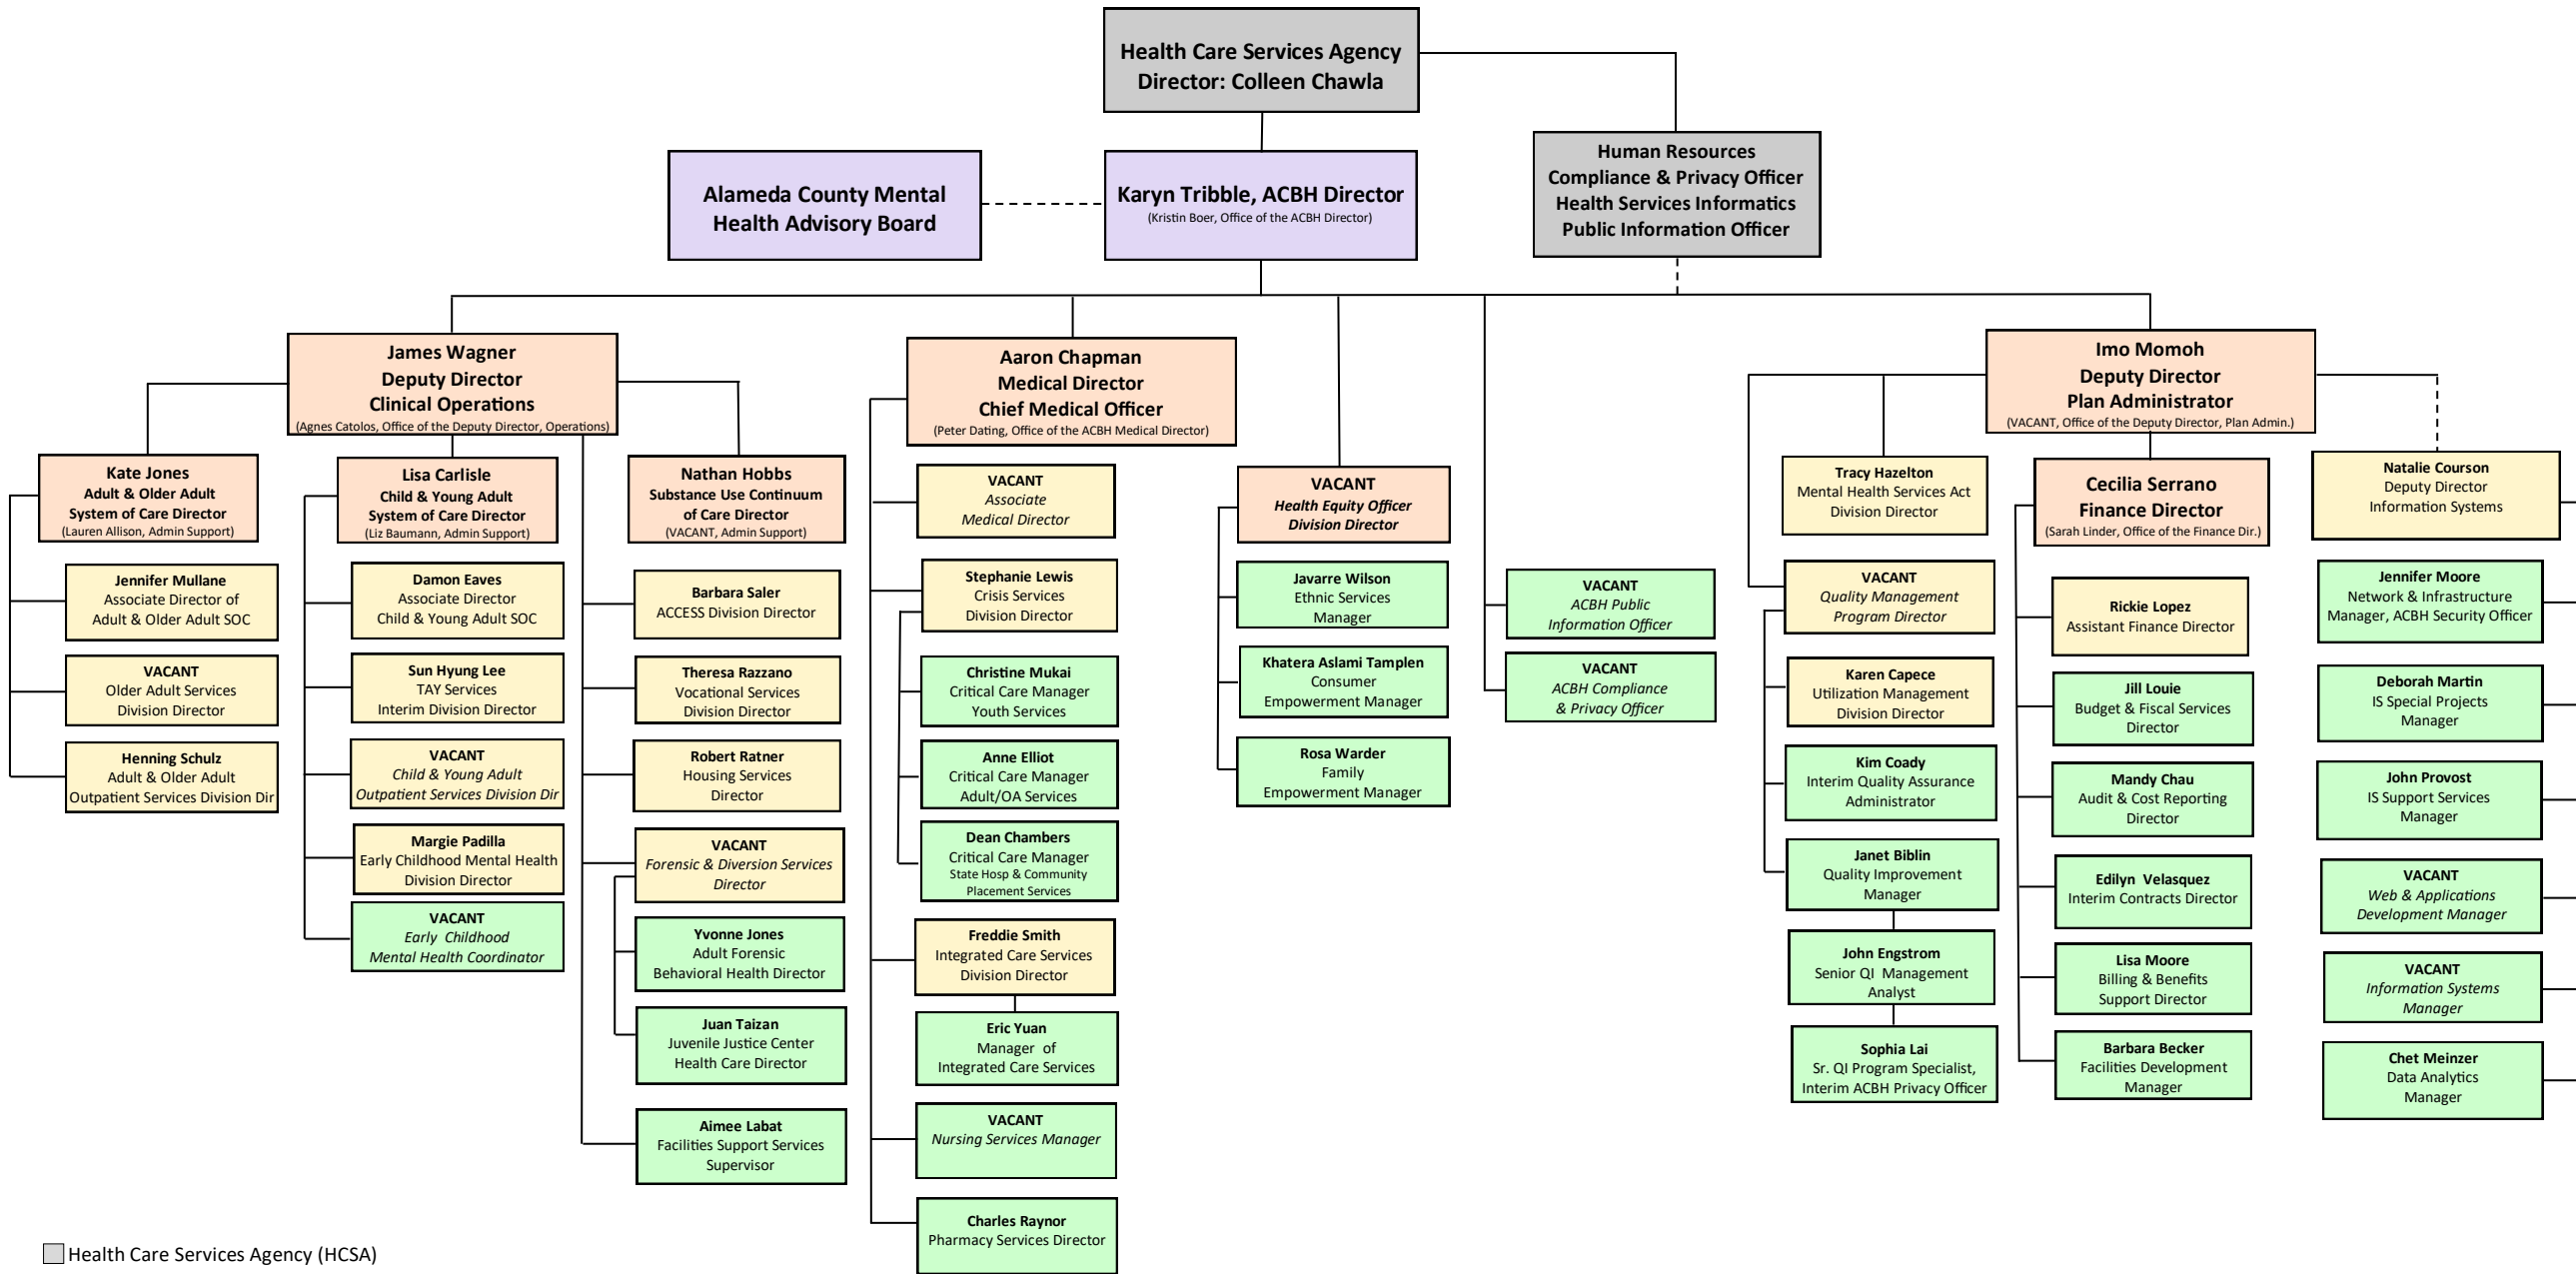 Health Care Services Agency
Director: Colleen Chawla
Human Resources
Compliance & Privacy Officer
Health Services Informatics
Public Information Officer
Alameda County Mental
Health Advisory Board
Karyn Tribble, ACBH Director
(Kristin Boer, Office of the ACBH Director)
James Wagner
Deputy Director
Clinical Operations
(Agnes Catolos, Office of the Deputy Director, Operations)
Kate Jones
Adult & Older Adult
System of Care Director
(Lauren Allison, Admin Support)
Jennifer Mullane
Associate Director of
Adult & Older Adult SOC
VACANT
Older Adult Services
Division Director
Henning Schulz
Adult & Older Adult
Outpatient Services Division Dir
Lisa Carlisle
Child & Young Adult
System of Care Director
(Liz Baumann, Admin Support)
Damon Eaves
Associate Director
Child & Young Adult SOC
Sun Hyung Lee
TAY Services
Interim Division Director
VACANT
Child & Young Adult
Outpatient Services Division Dir
Margie Padilla
Early Childhood Mental Health
Division Director
VACANT
Early  Childhood
Mental Health Coordinator
Nathan Hobbs
Substance Use Continuum
of Care Director
(VACANT, Admin Support)
Barbara Saler
ACCESS Division Director
Theresa Razzano
Vocational Services
Division Director
Robert Ratner
Housing Services
Director
VACANT
Forensic & Diversion Services
Director
Yvonne Jones
Adult Forensic
Behavioral Health Director
Juan Taizan
Juvenile Justice Center
Health Care Director
Aimee Labat
Facilities Support Services
Supervisor
Aaron Chapman
Medical Director
Chief Medical Officer
(Peter Dating, Office of the ACBH Medical Director)
VACANT
Associate
Medical Director
Stephanie Lewis
Crisis Services
Division Director
Christine Mukai
Critical Care Manager
Youth Services
Anne Elliot
Critical Care Manager
Adult/OA Services
Dean Chambers
Critical Care Manager
State Hosp & Community
Placement Services
Freddie Smith
Integrated Care Services
Division Director
Eric Yuan
Manager  of
Integrated Care Services
VACANT
Nursing Services Manager
Charles Raynor
Pharmacy Services Director
VACANT
Health Equity Officer
Division Director
Javarre Wilson
Ethnic Services
Manager
Khatera Aslami Tamplen
Consumer
Empowerment Manager
Rosa Warder
Family
Empowerment Manager
VACANT
ACBH Public
Information Officer
VACANT
ACBH Compliance
& Privacy Officer
Imo Momoh
Deputy Director
Plan Administrator
(VACANT, Office of the Deputy Director, Plan Admin.)
Tracy Hazelton
Mental Health Services Act
Division Director
VACANT
Quality Management
Program Director
Karen Capece
Utilization Management
Division Director
Kim Coady
Interim Quality Assurance
Administrator
Janet Biblin
Quality Improvement
Manager
John Engstrom
Senior QI  Management
Analyst
Sophia Lai
Sr. QI Program Specialist,
Interim ACBH Privacy Officer
Cecilia Serrano
Finance Director
(Sarah Linder, Office of the Finance Dir.)
Rickie Lopez
Assistant Finance Director
Jill Louie
Budget & Fiscal Services
Director
Mandy Chau
Audit & Cost Reporting
Director
Edilyn  Velasquez
Interim Contracts Director
Lisa Moore
Billing & Benefits
Support Director
Barbara Becker
Facilities Development
Manager
Natalie Courson
Deputy Director
Information Systems
Jennifer Moore
Network & Infrastructure
Manager, ACBH Security Officer
Deborah Martin
IS Special Projects
Manager
John Provost
IS Support Services
Manager
VACANT
Web & Applications
Development Manager
VACANT
Information Systems
Manager
Chet Meinzer
Data Analytics
Manager
Health Care Services Agency (HCSA)